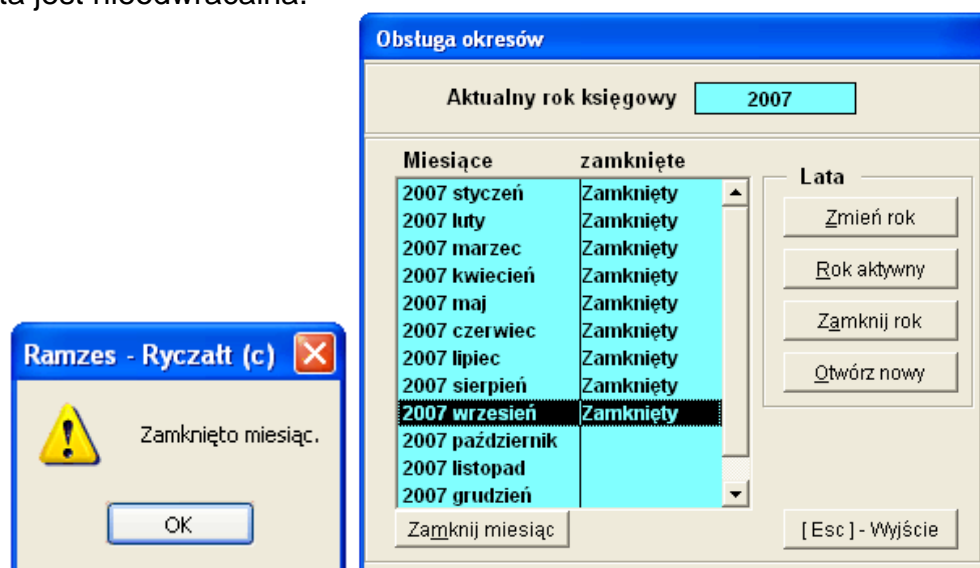 ta jest nieodwracalna.
Obsługa okresów
Aktualny rok księgowy 2007
Miesiące zamknięte
2007 styczeń Zamknięty
2007 luty Zamknięty
2007 marzec Zamknięty
2007 kwiecień Zamknięty
2007 maj Zamknięty
2007 czerwiec Zamknięty
2007 lipiec Zamknięty
2007 sierpień Zamknięty
2007 wrzesień Zamknięty
2007 październik
2007 listopad
2007 grudzień
Zamknij miesiąc
Lata
Zmień rok
Rok aktywny
Zamknij rok
Otwórz nowy
[ Esc ] - Wyjście
Ramzes - Ryczałt (c)
Zamknięto miesiąc.
OK